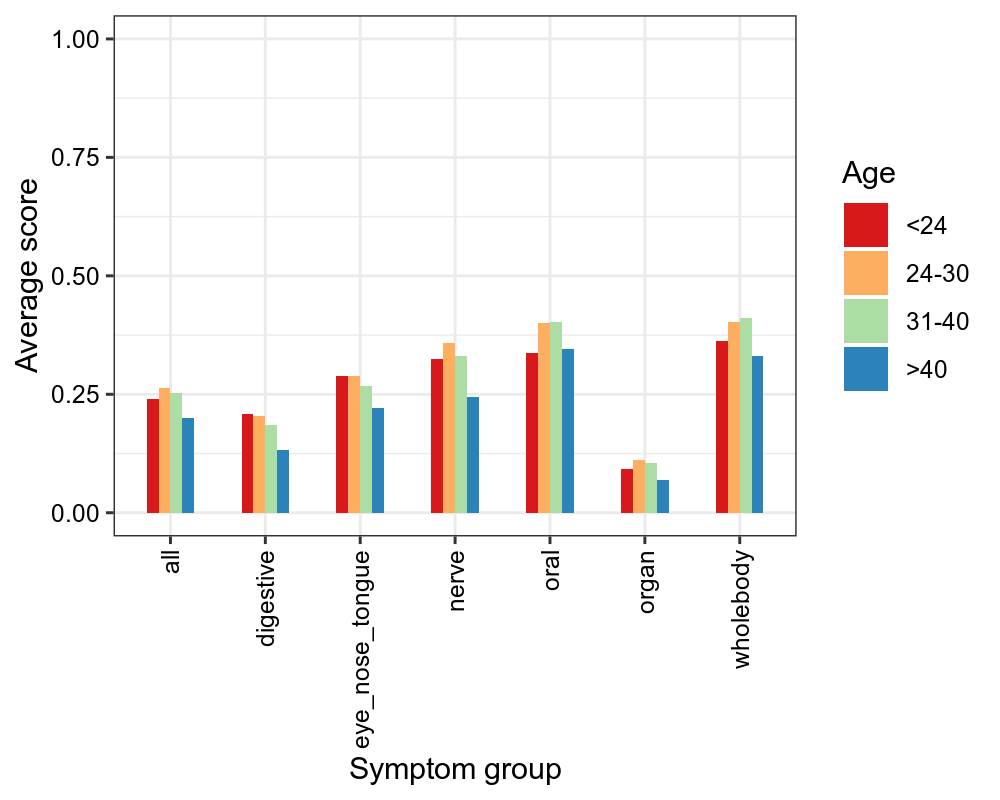 1.00
0.75
0.50
0.25
0.00
Average score
all
digestive
eye_nose_tongue
nerve
oral
organ
wholebody
Symptom group
Age
<24
24-30
31-40
>40